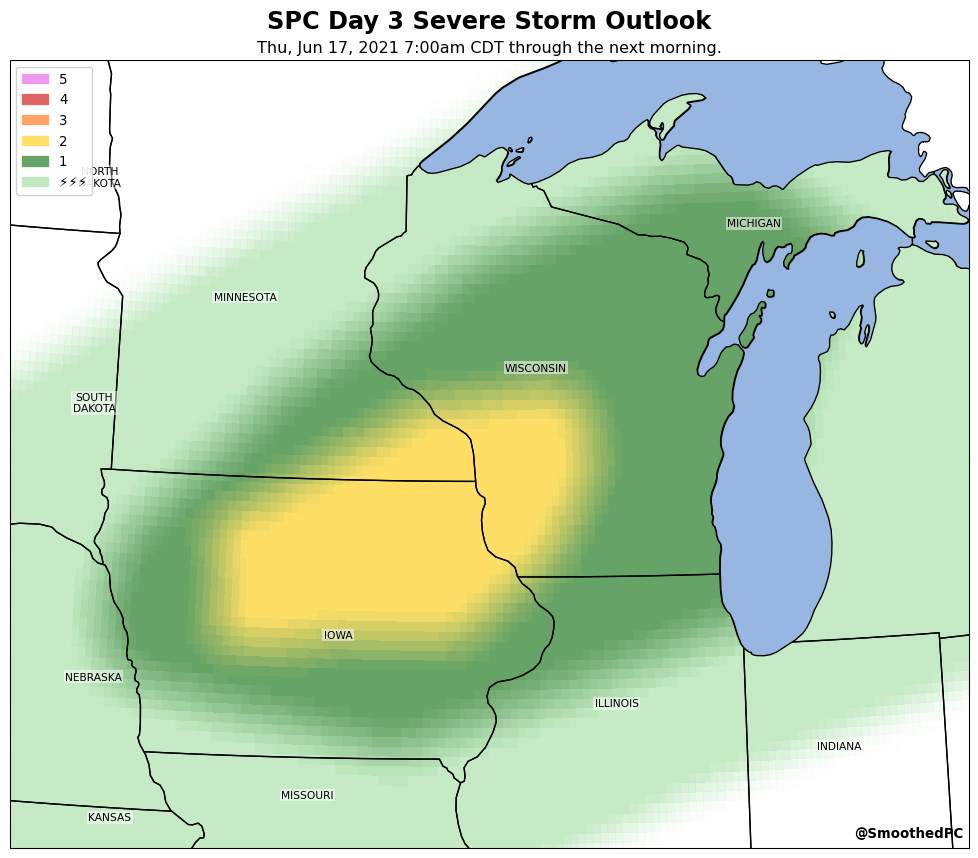 SPC Day 3 Severe Storm Outlook
Thu, Jun 17, 2021 7:00am CDT through the next morning.
5
4
3
2
1
⚡⚡⚡
NORTH
DAKOTA
MICHIGAN
MINNESOTA
WISCONSIN
SOUTH
DAKOTA
IOWA
NEBRASKA
ILLINOIS
INDIANA
MISSOURI
KANSAS
@SmoothedPC